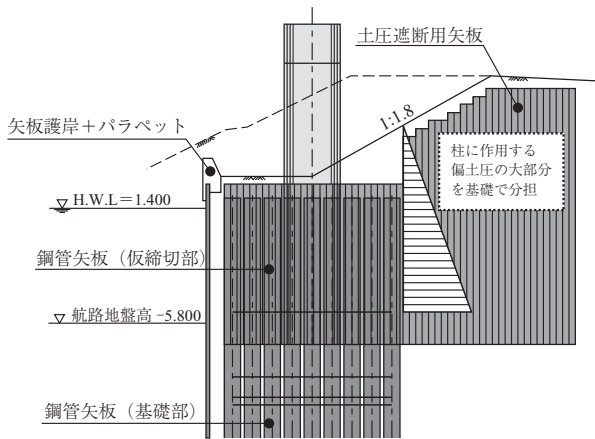 土圧遮断用矢板
矢板護岸+パラペット
1:1.8
柱に作用する
偏土圧の大部分
を基礎で分担
H.W.L=1.400
鋼管矢板(仮締切部)
航路地盤高 -5.800
鋼管矢板(基礎部)